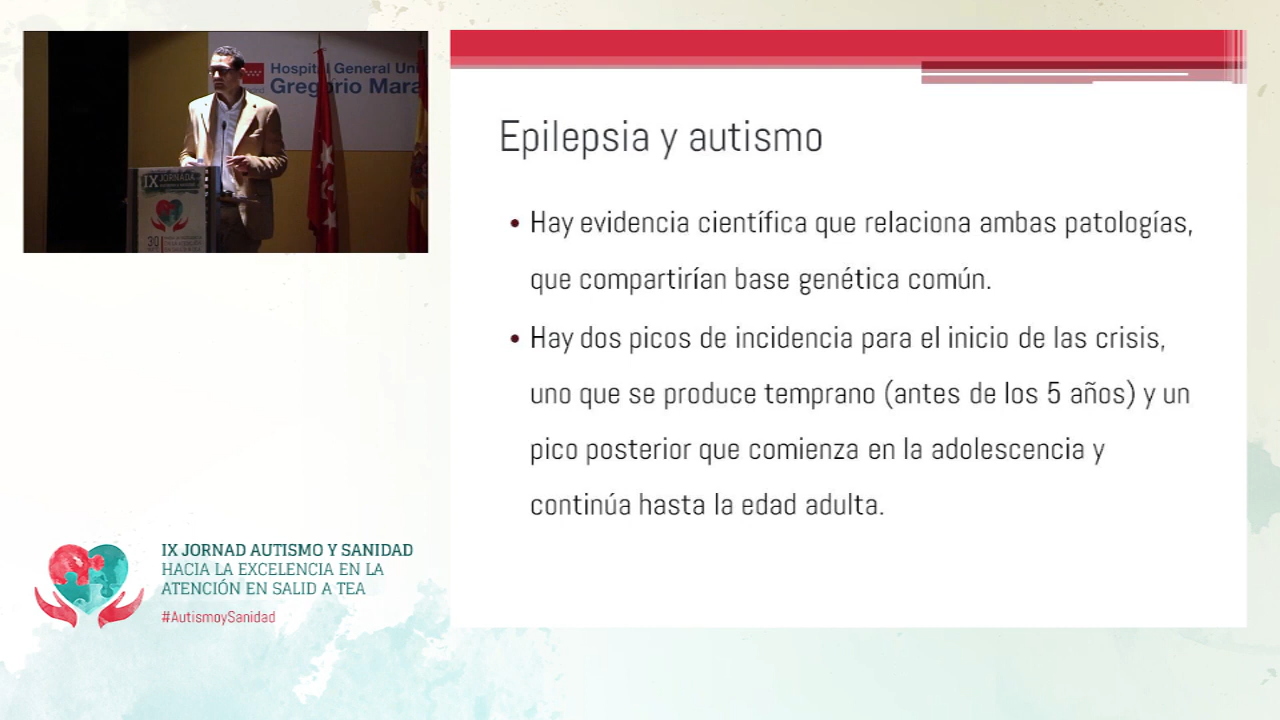 Hospital General Uni
Gregorio Mara
IX JORNADA
30
Epilepsia y autismo
• Hay evidencia científica que relaciona ambas patologías,
que compartirían base genética común.
• Hay dos picos de incidencia para el inicio de las crisis,
uno que se produce temprano (antes de los 5 años) y un
pico posterior que comienza en la adolescencia y
continúa hasta la edad adulta.
IX JORNAD AUTISMO Y SANIDAD
HACIA LA EXCELENCIA EN LA
ATENCIÓN EN SALID A TEA
#AutismoySanidad